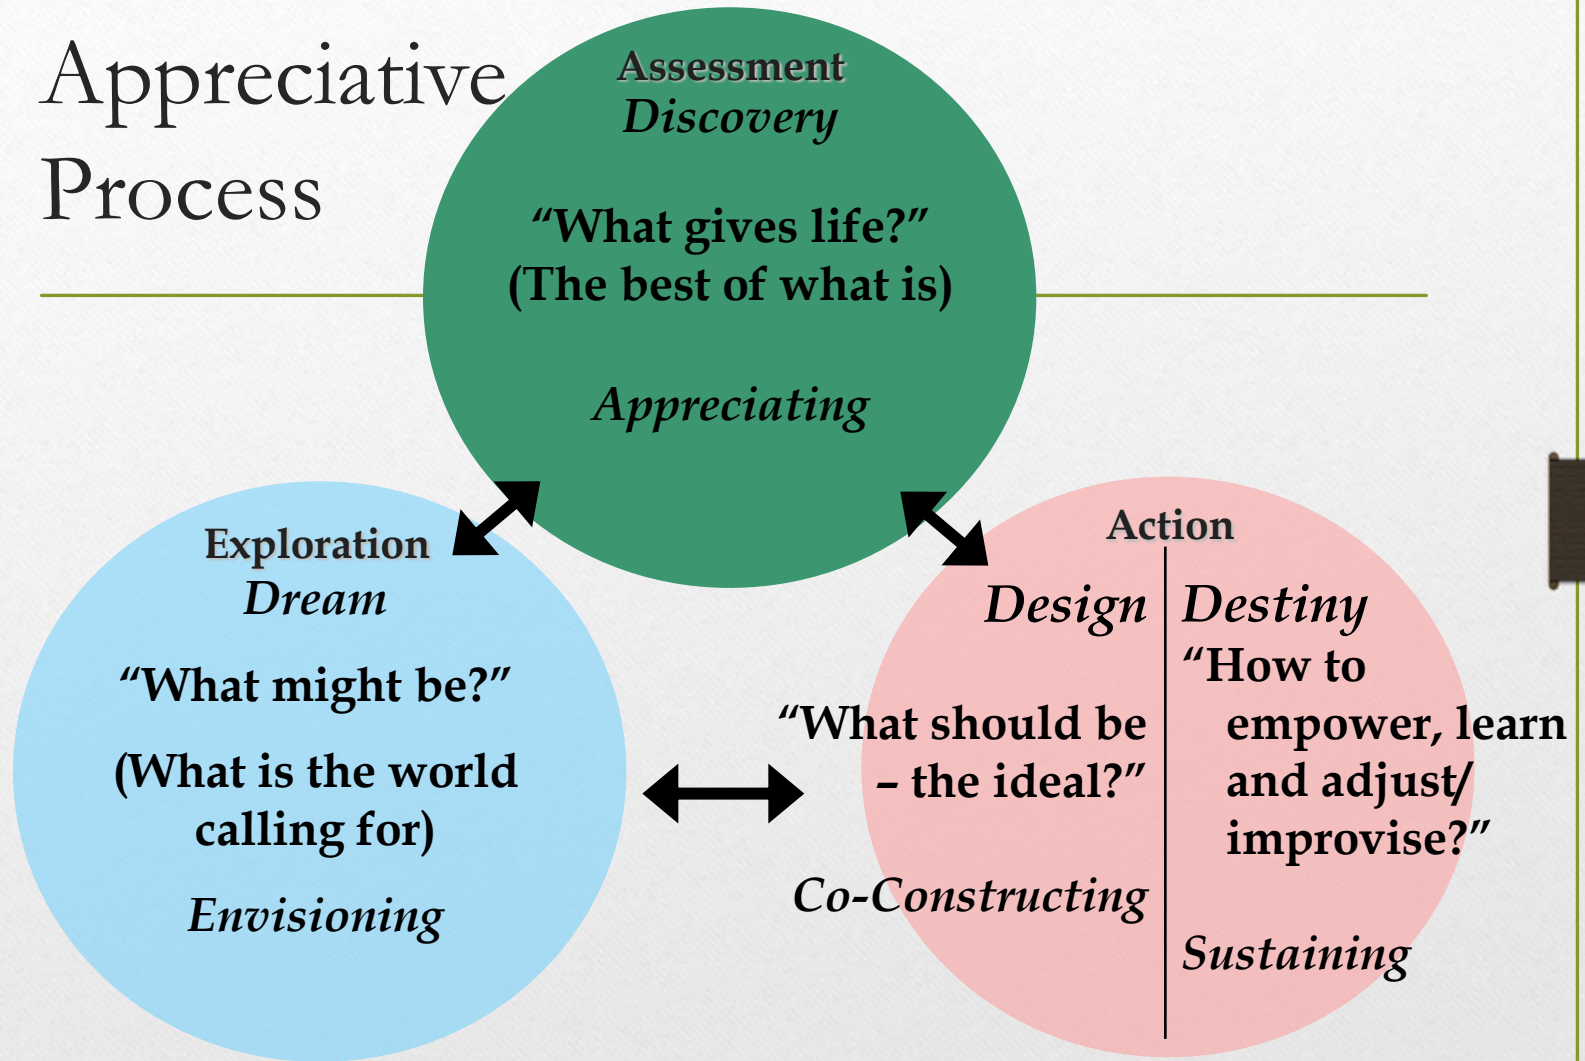 Appreciative
Process
Assessment
Discovery
“What gives life?”
(The best of what is)
Appreciating
Exploration
Dream
“What might be?”
(What is the world
calling for)
Envisioning
Action
Design
“What should be
– the ideal?”
Co-Constructing
Destiny
“How to
empower, learn
and adjust/
improvise?”
Sustaining